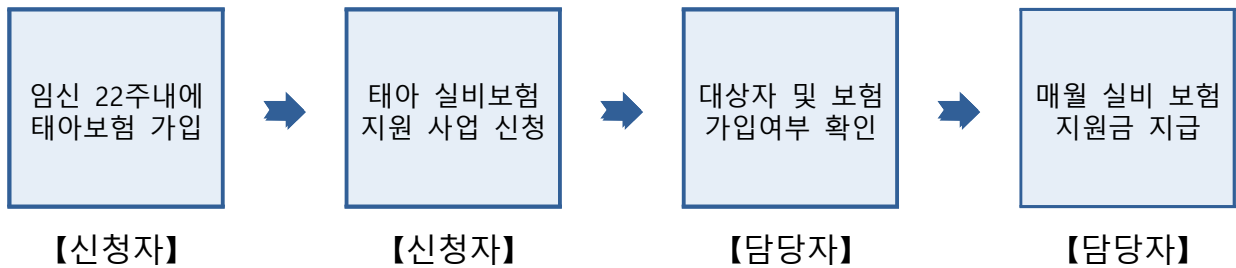 임신 22주내에
태아보험 가입
태아 실비보험
지원 사업 신청
대상자 및 보험
가입여부 확인
매월 실비 보험
지원금 지급
【신청자】
【신청자】
【담당자】
【담당자】